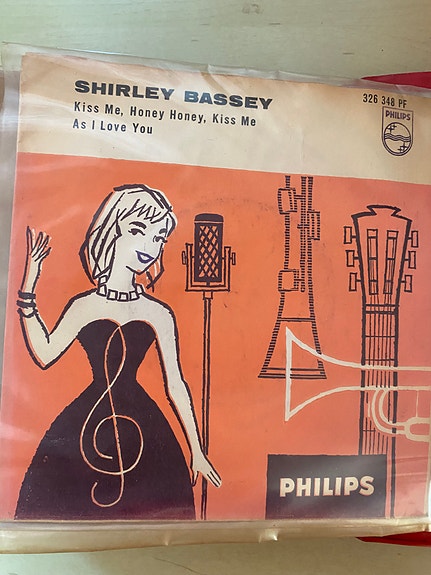 SHIRLEY BASSEY
326 348 PF
Kiss Me, Honey Honey, Kiss Me
PHILIPS
As I Love You
PHILIPS